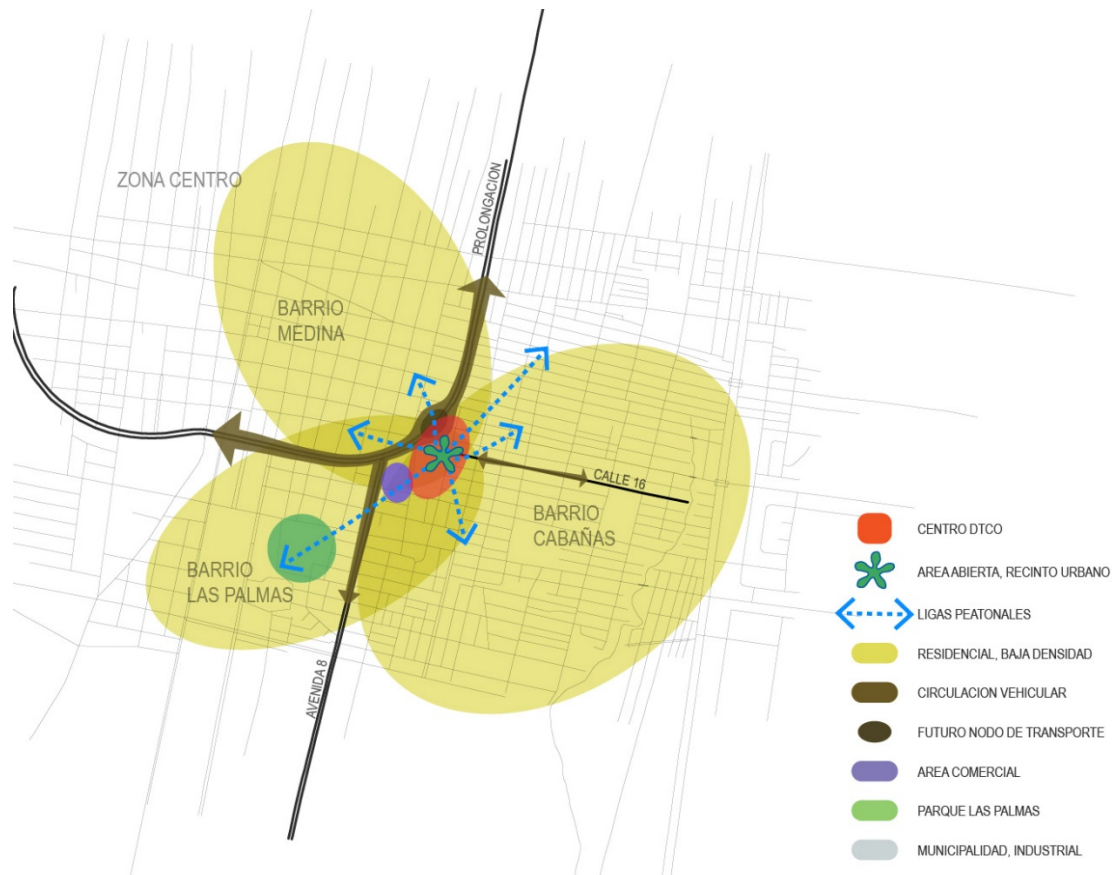 ZONA CENTRO
PROLONGACION
BARRIO
MEDINA
CALLE 16
BARRIO
CABAÑAS
BARRIO
LAS PALMAS
AVENIDA 8
CENTRO DTCO
AREA ABIERTA, RECINTO URBANO
LIGAS PEATONALES
RESIDENCIAL, BAJA DENSIDAD
CIRCULACION VEHICULAR
FUTURO NODO DE TRANSPORTE
AREA COMERCIAL
PARQUE LAS PALMAS
MUNICIPALIDAD, INDUSTRIAL